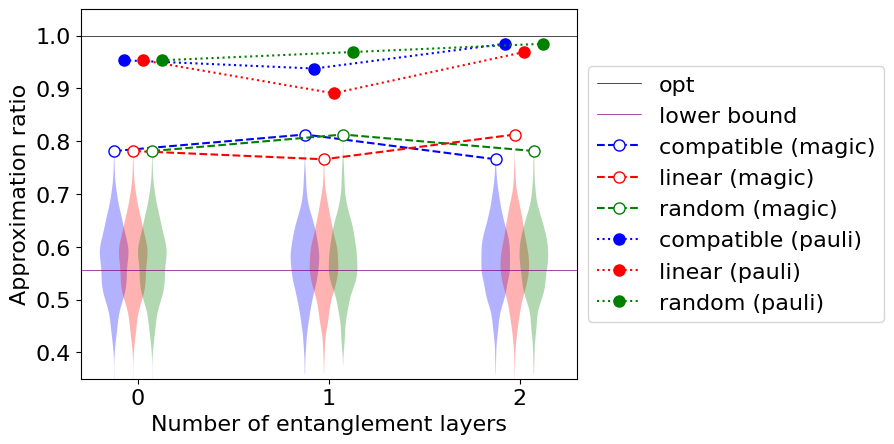 Approximation ratio
1.0
0.9
0.8
0.7
0.6
0.5
0.4
0
1
2
Number of entanglement layers
opt
lower bound
compatible (magic)
linear (magic)
random (magic)
compatible (pauli)
linear (pauli)
random (pauli)